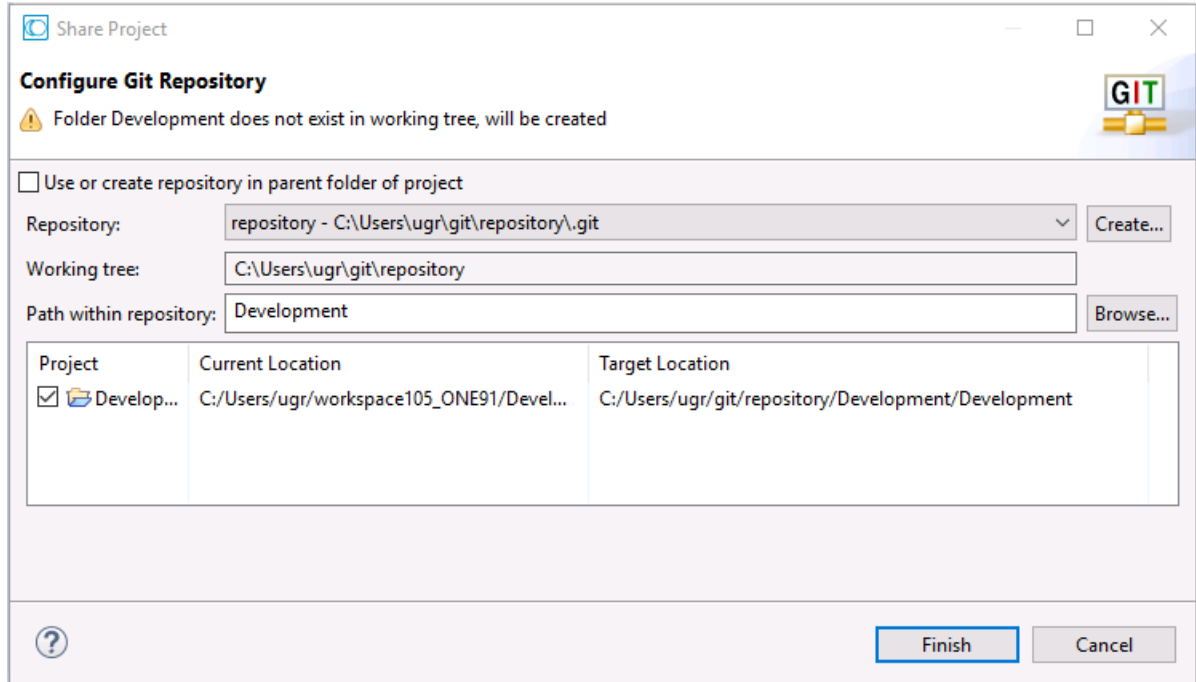 Share Project
Configure Git Repository
Folder Development does not exist in working tree, will be created
GIT
Use or create repository in parent folder of project
Repository: repository - C:\Users\ugr\git\repository\.git Create...
Working tree: C:\Users\ugr\git\repository
Path within repository: Development Browse...
Project Current Location Target Location
Develop... C:/Users/ugr/workspace105_ONE91/Devel... C:/Users/ugr/git/repository/Development/Development
? Finish Cancel